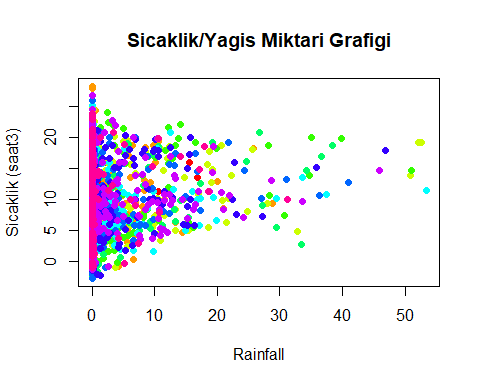 Sicaklik/Yagis Miktari Grafigi
Sicaklik (saat3)
20
10
5
0
0 10 20 30 40 50
Rainfall